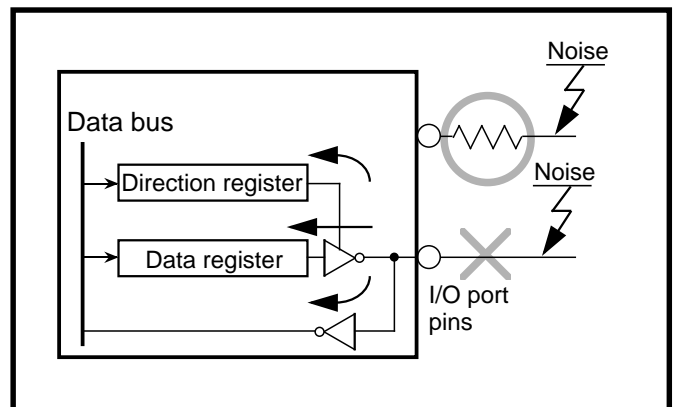 Noise
Data bus
Direction register
Noise
Data register
I/O port
pins